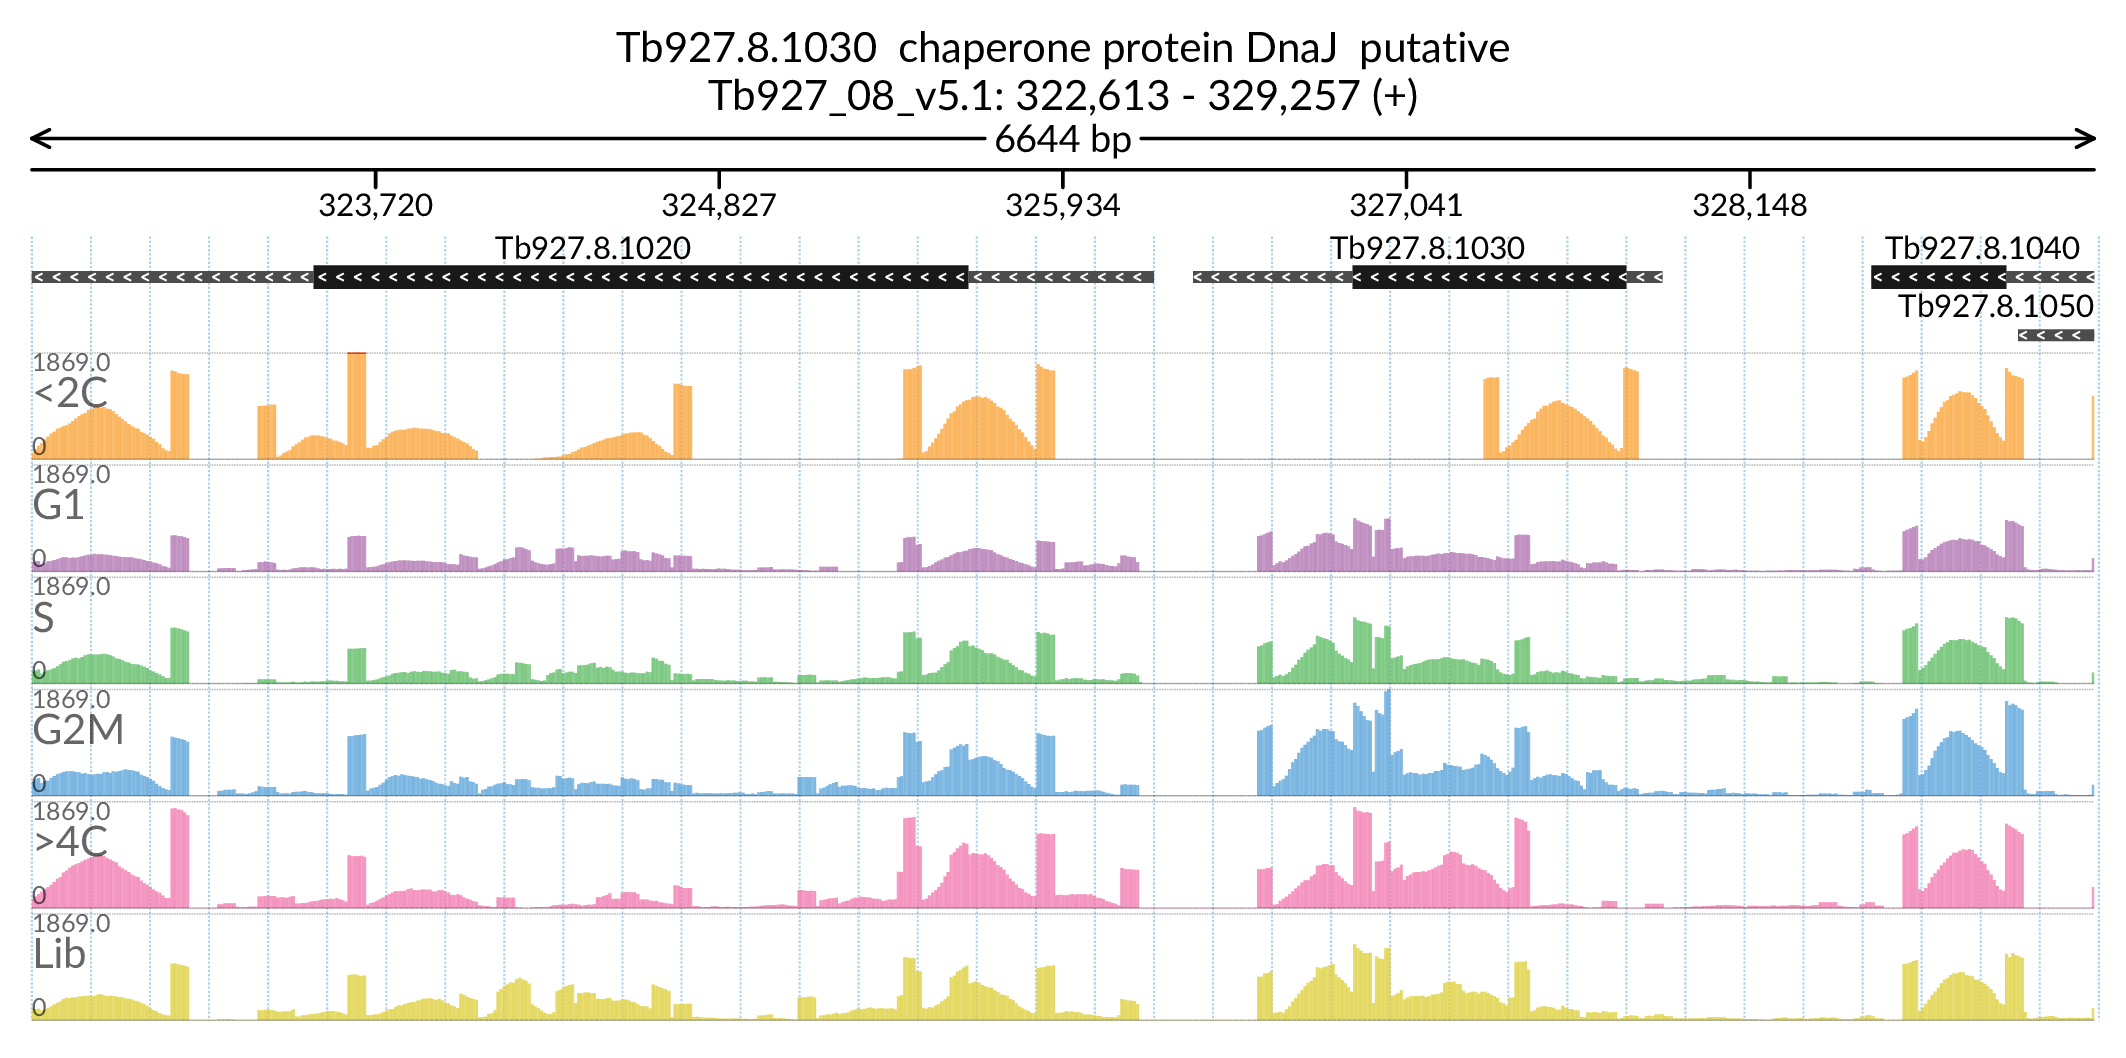 Tb927.8.1030  chaperone protein DnaJ  putative
Tb927_08_v5.1: 322,613 - 329,257 (+)
6644 bp
323,720 324,827 325,934 327,041 328,148
Tb927.8.1020 Tb927.8.1030 Tb927.8.1040
Tb927.8.1050
1869.0
<2C
0
1869.0
G1
0
1869.0
S
0
1869.0
G2M
0
1869.0
>4C
0
1869.0
Lib
0